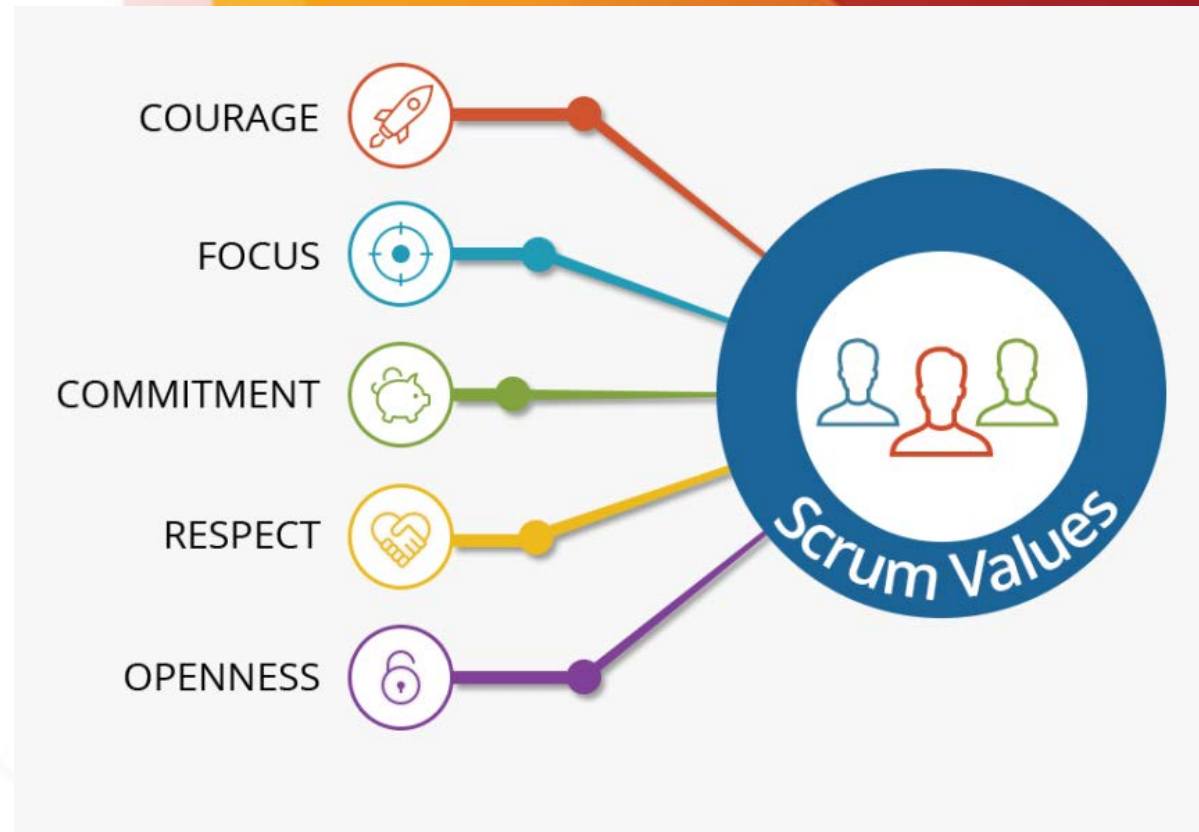 COURAGE
FOCUS
COMMITMENT
RESPECT
OPENNESS
Scrum Values